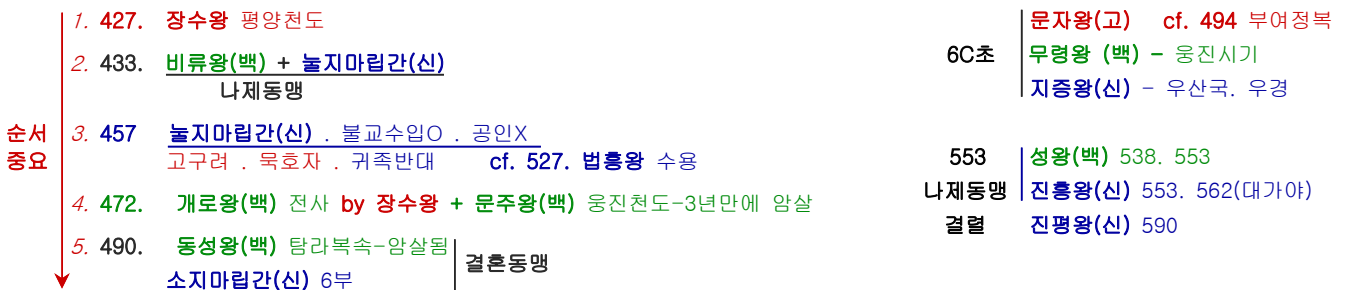 순서
중요
1. 427. 장수왕 평양천도
2. 433. 비류왕(백) + 눌지마립간(신)
나제동맹
3. 457 눌지마립간(신) . 불교수입O . 공인X
고구려 . 묵호자 . 귀족반대 cf. 527. 법흥왕 수용
4. 472. 개로왕(백) 전사 by 장수왕 + 문주왕(백) 웅진천도-3년만에 암살
5. 490. 동성왕(백) 탐라복속-암살됨
소지마립간(신) 6부
결혼동맹
6C초
문자왕(고) cf. 494 부여정복
무령왕 (백) - 웅진시기
지증왕(신) - 우산국. 우경
553
나제동맹
결렬
성왕(백) 538. 553
진흥왕(신) 553. 562(대가야)
진평왕(신) 590